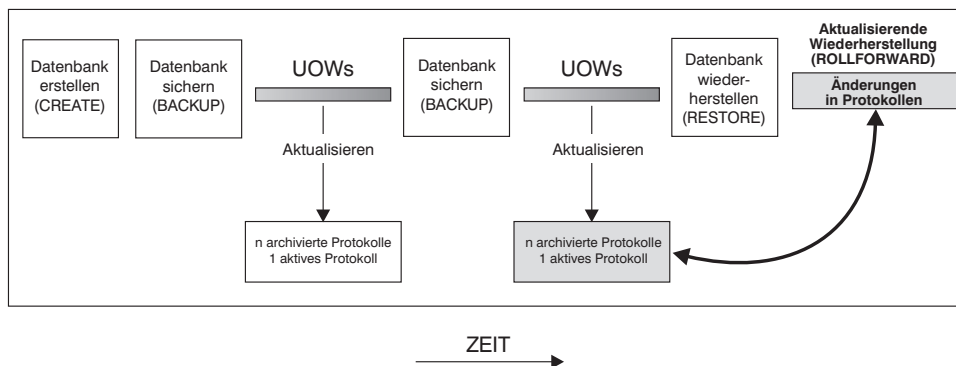 Datenbank
erstellen
(CREATE)
Datenbank
sichern
(BACKUP)
UOWs
Aktualisieren
n archivierte Protokolle
1 aktives Protokoll
Datenbank
sichern
(BACKUP)
UOWs
Aktualisieren
n archivierte Protokolle
1 aktives Protokoll
Datenbank
wieder-
herstellen
(RESTORE)
Aktualisierende
Wiederherstellung
(ROLLFORWARD)
Änderungen
in Protokollen
ZEIT